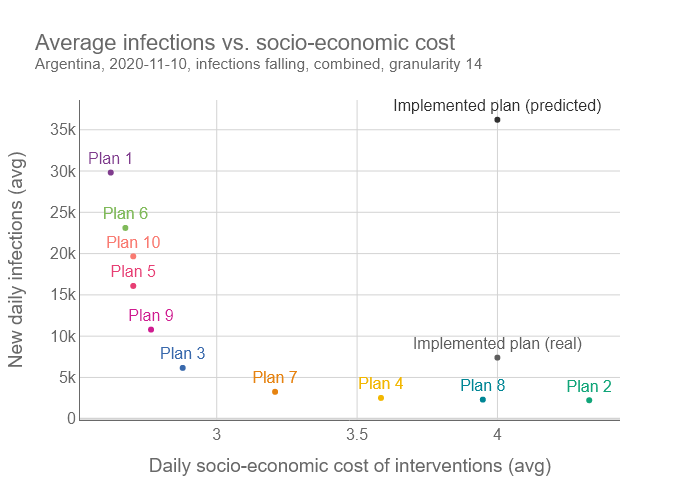 Average infections vs. socio-economic cost
Argentina, 2020-11-10, infections falling, combined, granularity 14
Implemented plan (predicted)
35k
Plan 1
30k
25k
Plan 6
Plan 10
20k
Plan 5
15k
Plan 9
10k
Implemented plan (real)
Plan 3
5k
Plan 7
Plan 4
Plan 8
Plan 2
0
3
3.5
4
New daily infections (avg)
Daily socio-economic cost of interventions (avg)